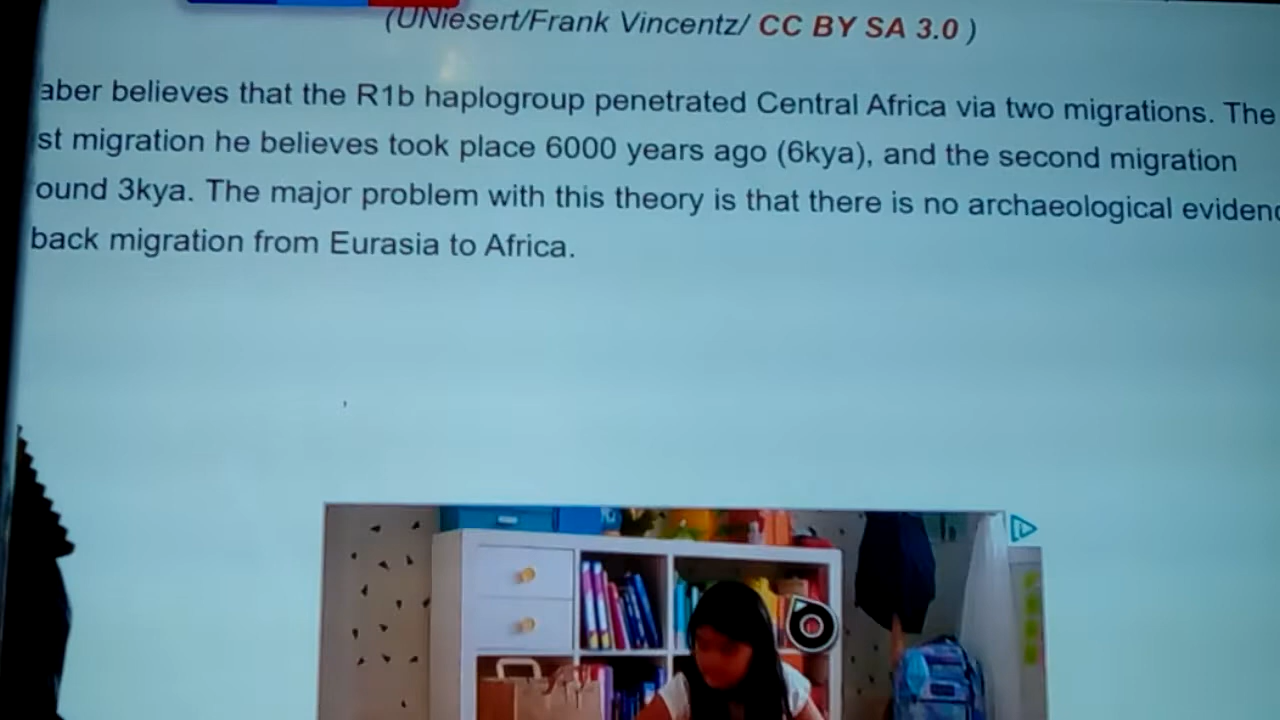 (UNiesert/Frank Vincentz/ CC BY SA 3.0 )
aber believes that the R1b haplogroup penetrated Central Africa via two migrations. The
st migration he believes took place 6000 years ago (6kya), and the second migration
ound 3kya. The major problem with this theory is that there is no archaeological evidenc
back migration from Eurasia to Africa.